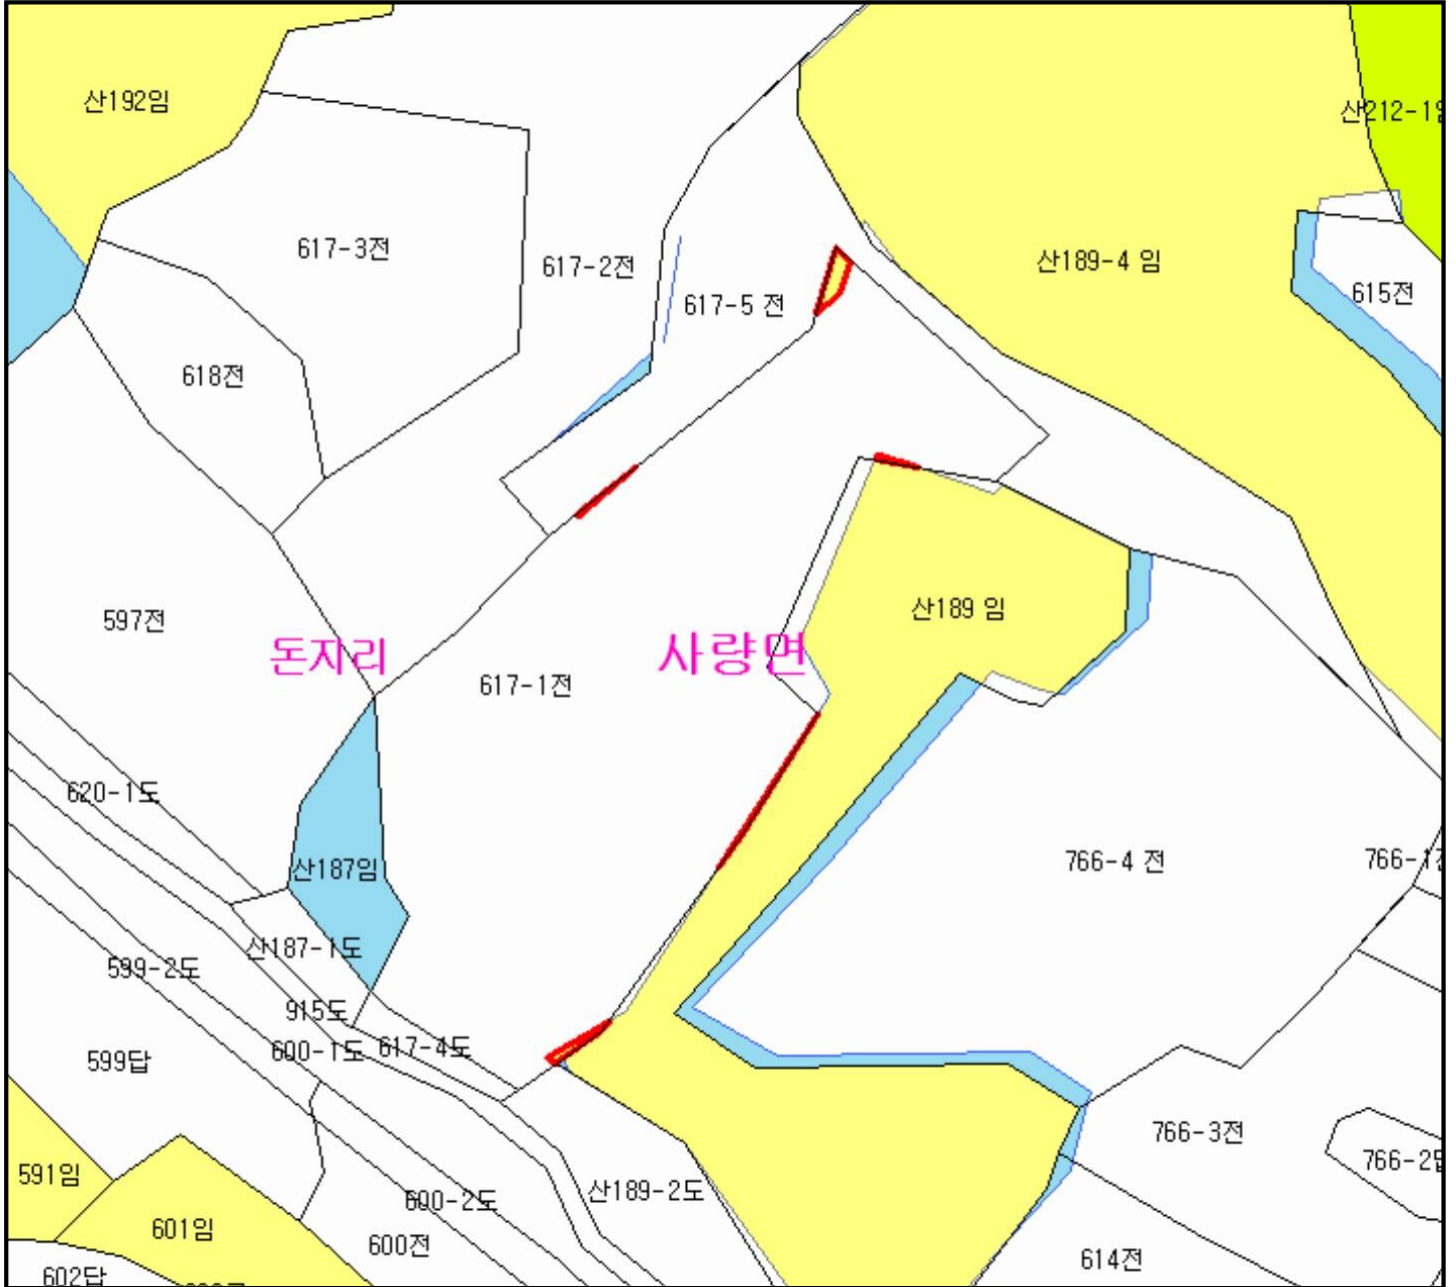 산192임
산212-1
617-3전
617-2전
산189-4 임
617-5 전
615전
618전
산189 임
597전
돈자리
사량면
617-1전
620-1도
산187임
766-4 전
766-1
산187-1도
599-2도
915도
600-1도
617-4도
599답
766-3전
766-2
591임
600-2도
산189-2도
601임
600전
614전
602답